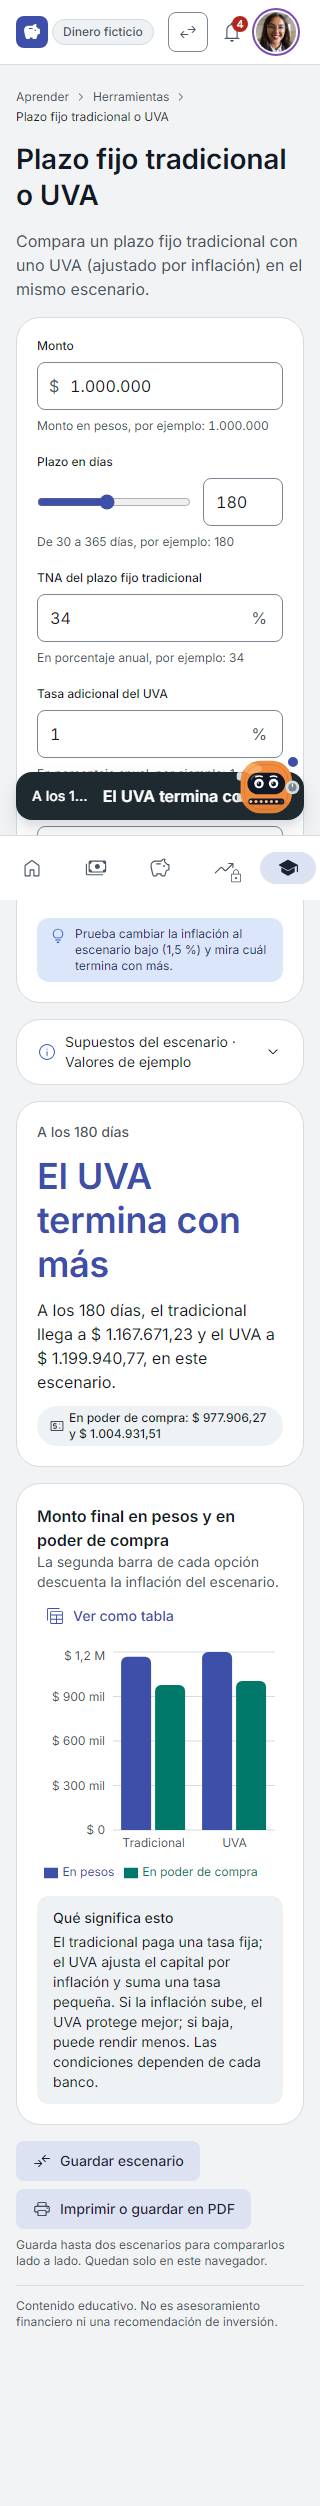 Dinero ficticio
4
Aprender
Herramientas
Plazo fijo tradicional o UVA
Plazo fijo tradicional
o UVA
Compara un plazo fijo tradicional con
uno UVA (ajustado por inflación) en el
mismo escenario.
Monto
$ 1.000.000
Monto en pesos, por ejemplo: 1.000.000
Plazo en días
180
De 30 a 365 días, por ejemplo: 180
TNA del plazo fijo tradicional
34 %
En porcentaje anual, por ejemplo: 34
Tasa adicional del UVA
1 %
A los 1... El UVA termina co
Prueba cambiar la inflación al
escenario bajo (1,5 %) y mira cuál
termina con más.
Supuestos del escenario ·
Valores de ejemplo
A los 180 días
El UVA
termina con
más
A los 180 días, el tradicional
llega a $ 1.167.671,23 y el UVA a
$ 1.199.940,77, en este
escenario.
En poder de compra: $ 977.906,27
y $ 1.004.931,51
Monto final en pesos y en
poder de compra
La segunda barra de cada opción
descuenta la inflación del escenario.
Ver como tabla
$ 1,2 M
$ 900 mil
$ 600 mil
$ 300 mil
$ 0
Tradicional
UVA
En pesos
En poder de compra
Qué significa esto
El tradicional paga una tasa fija;
el UVA ajusta el capital por
inflación y suma una tasa
pequeña. Si la inflación sube, el
UVA protege mejor; si baja,
puede rendir menos. Las
condiciones dependen de cada
banco.
Guardar escenario
Imprimir o guardar en PDF
Guarda hasta dos escenarios para compararlos
lado a lado. Quedan solo en este navegador.
Contenido educativo. No es asesoramiento
financiero ni una recomendación de inversión.